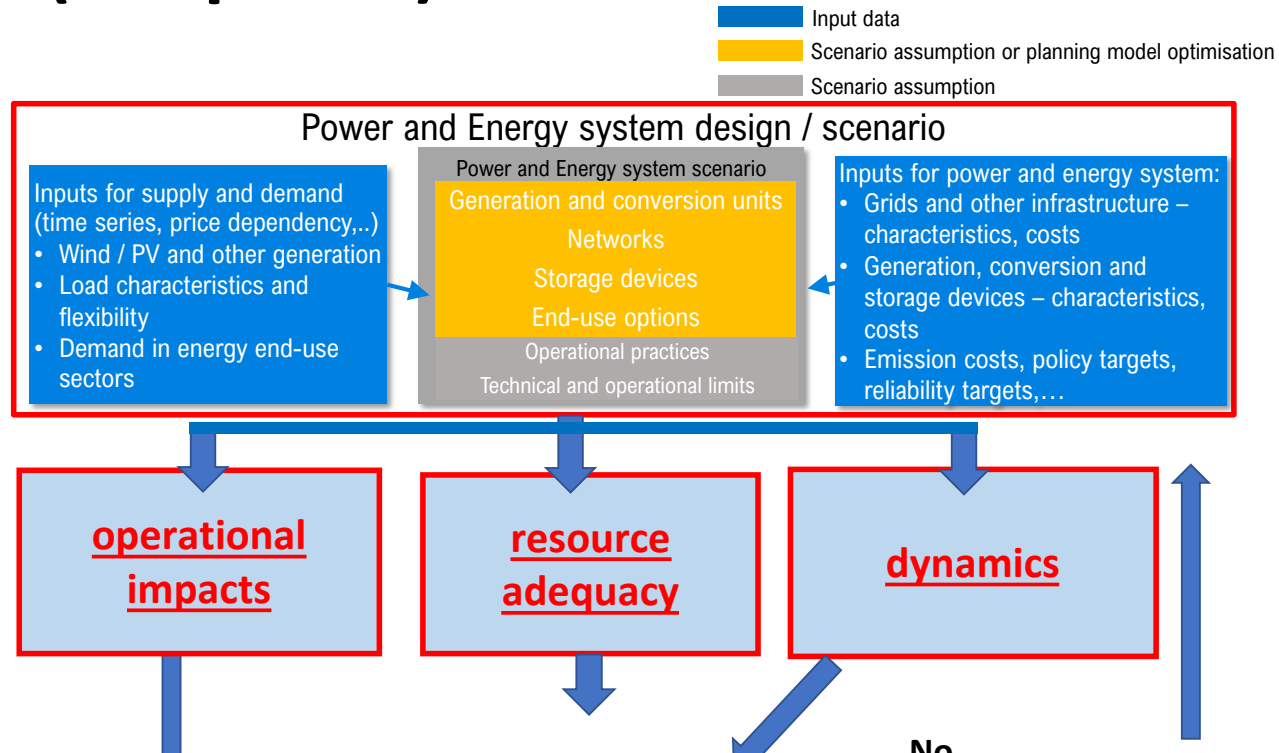 Input data
Scenario assumption or planning model optimisation
Scenario assumption
Power and Energy system design / scenario
Inputs for supply and demand
(time series, price dependency,..)
• Wind / PV and other generation
• Load characteristics and
flexibility
• Demand in energy end-use
sectors
Power and Energy system scenario
Generation and conversion units
Networks
Storage devices
End-use options
Operational practices
Technical and operational limits
Inputs for power and energy system:
• Grids and other infrastructure –
characteristics, costs
• Generation, conversion and
storage devices – characteristics,
costs
• Emission costs, policy targets,
reliability targets,…
operational
impacts
resource
adequacy
dynamics
No